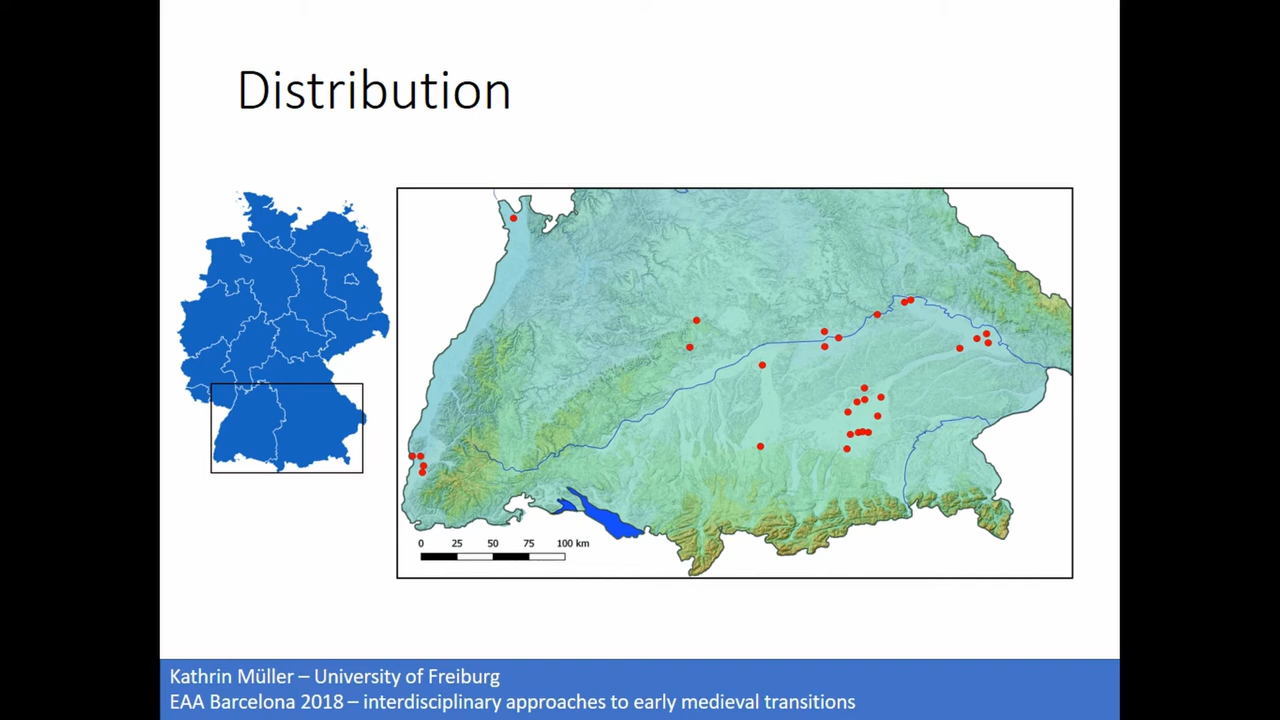 Distribution
0 25 50 75 100 km
Kathrin Müller – University of Freiburg
EAA Barcelona 2018 – interdisciplinary approaches to early medieval transitions